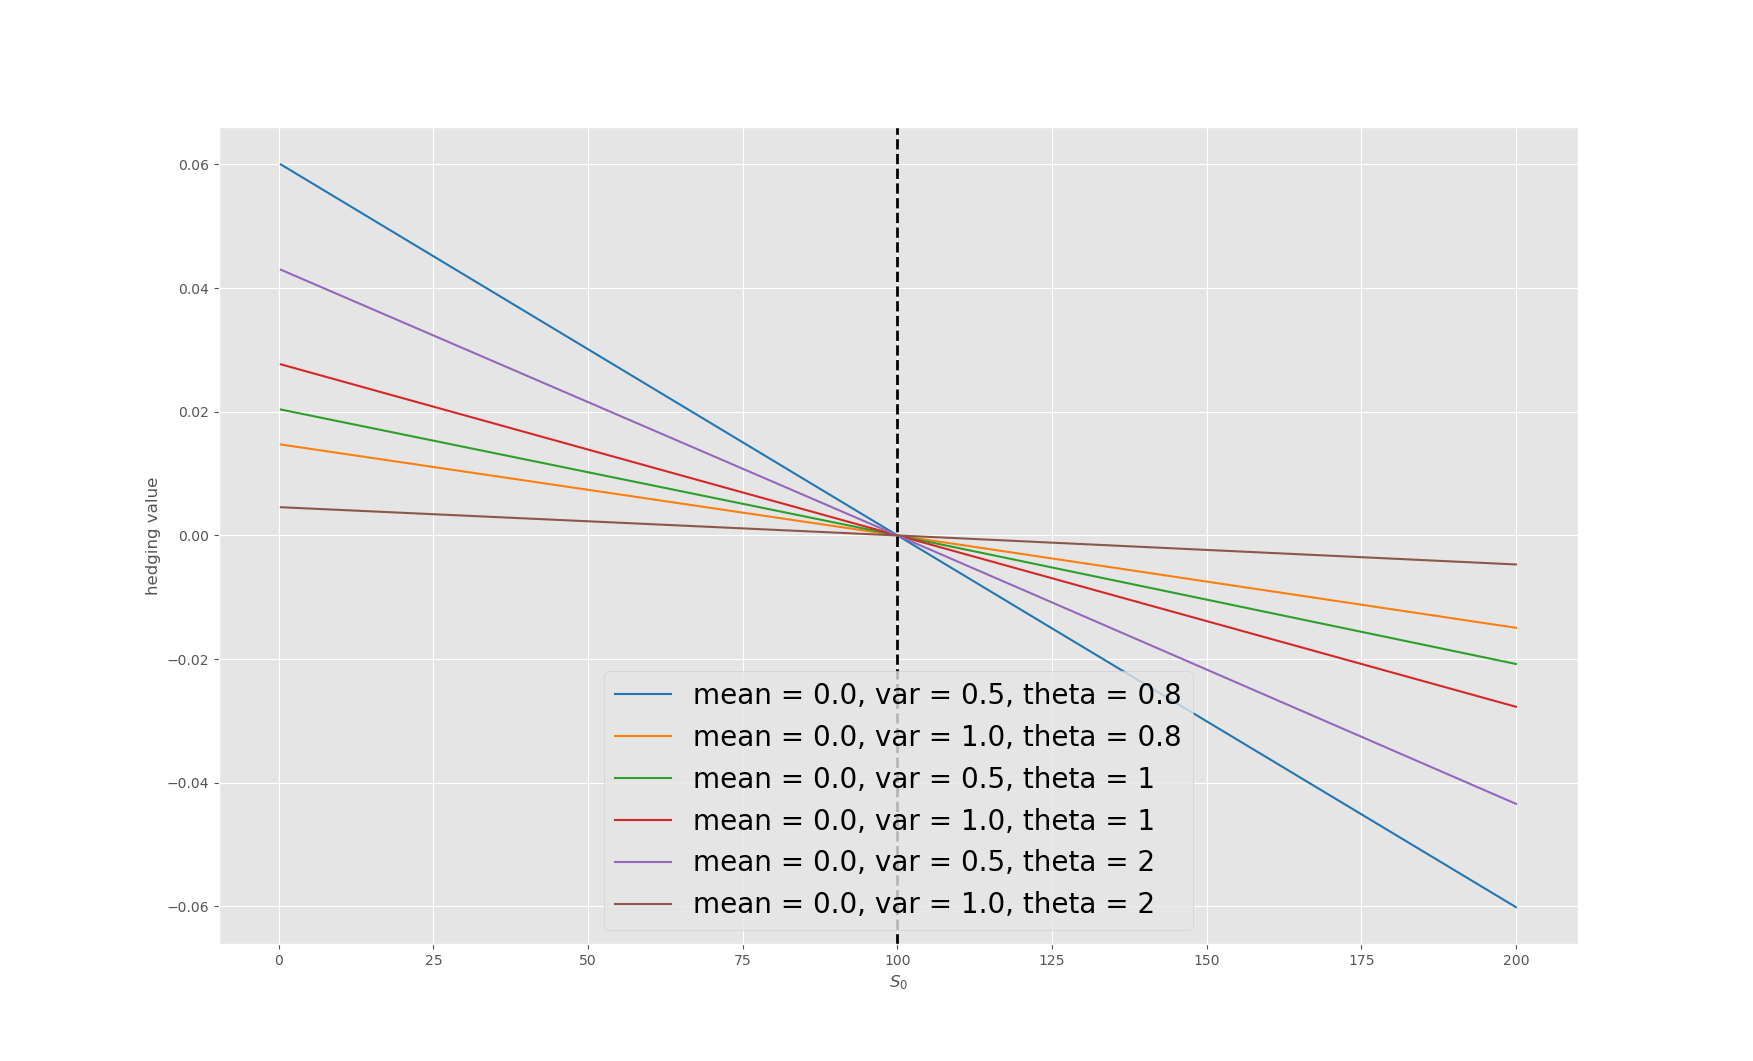 0.06
0.04
0.02
0.00
−0.02
−0.04
−0.06
hedging value
mean = 0.0, var = 0.5, theta = 0.8
mean = 0.0, var = 1.0, theta = 0.8
mean = 0.0, var = 0.5, theta = 1
mean = 0.0, var = 1.0, theta = 1
mean = 0.0, var = 0.5, theta = 2
mean = 0.0, var = 1.0, theta = 2
0 25 50 75 100 125 150 175 200
S₀